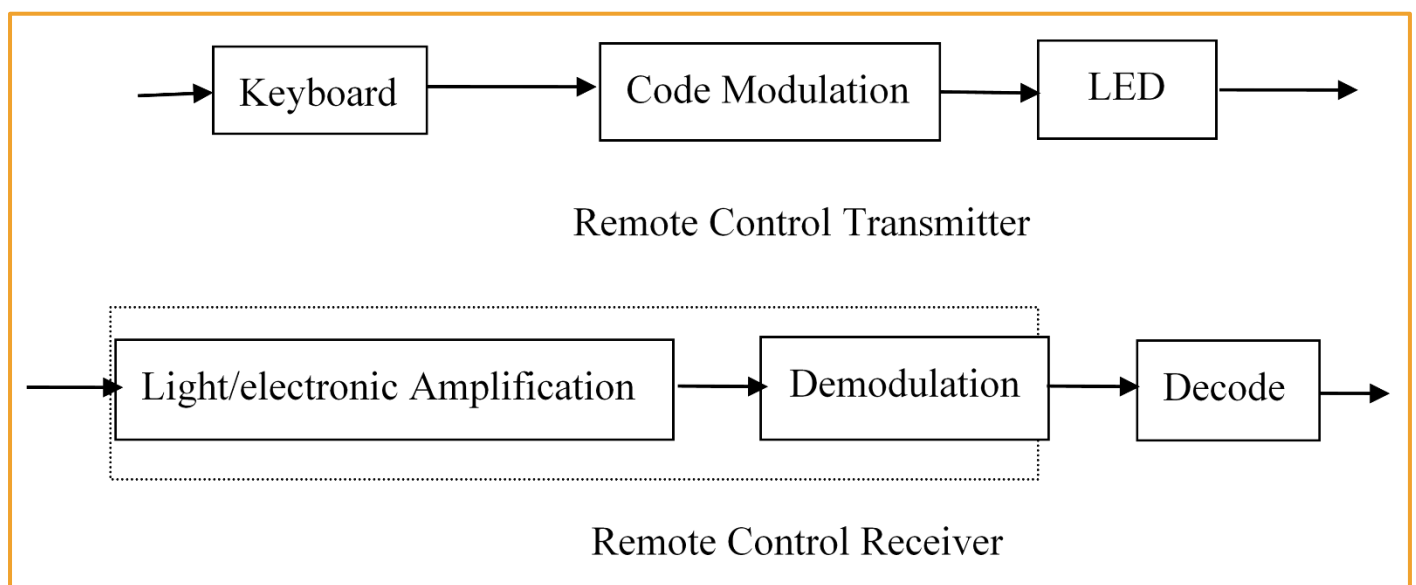 Keyboard
Code Modulation
LED
Remote Control Transmitter
Light/electronic Amplification
Demodulation
Decode
Remote Control Receiver